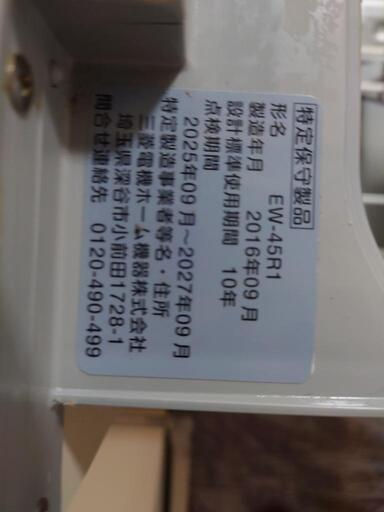 特定保守製品
形名 EW-45R1
製造年月 2016年09月
設計標準使用期間 10年
点検期間
2025年09月～2027年09月
特定製造事業者等名・住所
三菱電機ホーム機器株式会社
埼玉県深谷市小前田1728-1
問合せ連絡先 0120-490-499